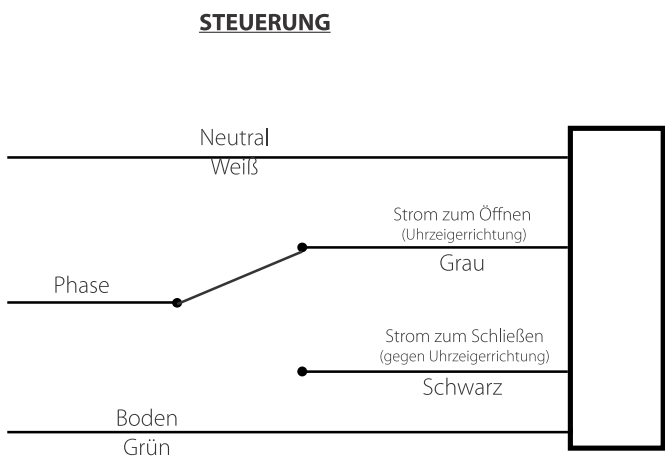 STEUERUNG
Neutral
Weiß
Strom zum Öffnen
(Uhrzeigerrichtung)
Grau
Phase
Strom zum Schließen
(gegen Uhrzeigerrichtung)
Schwarz
Boden
Grün